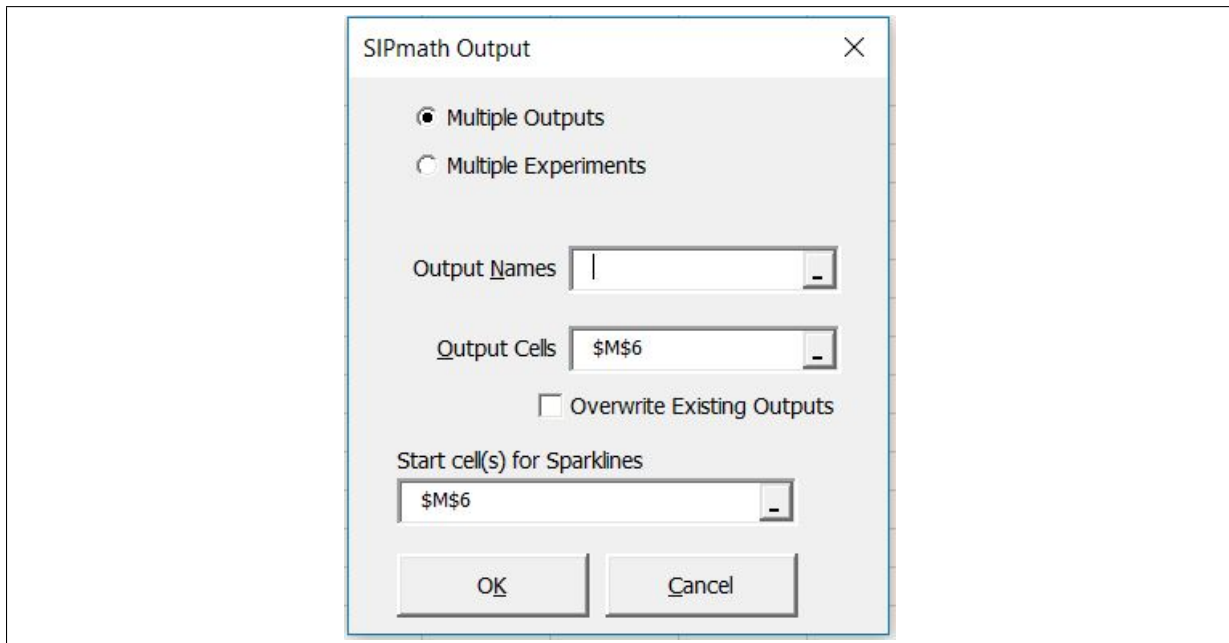 SIPmath Output
Multiple Outputs
Multiple Experiments
Output Names
Output Cells $M$6
Overwrite Existing Outputs
Start cell(s) for Sparklines
$M$6
OK Cancel